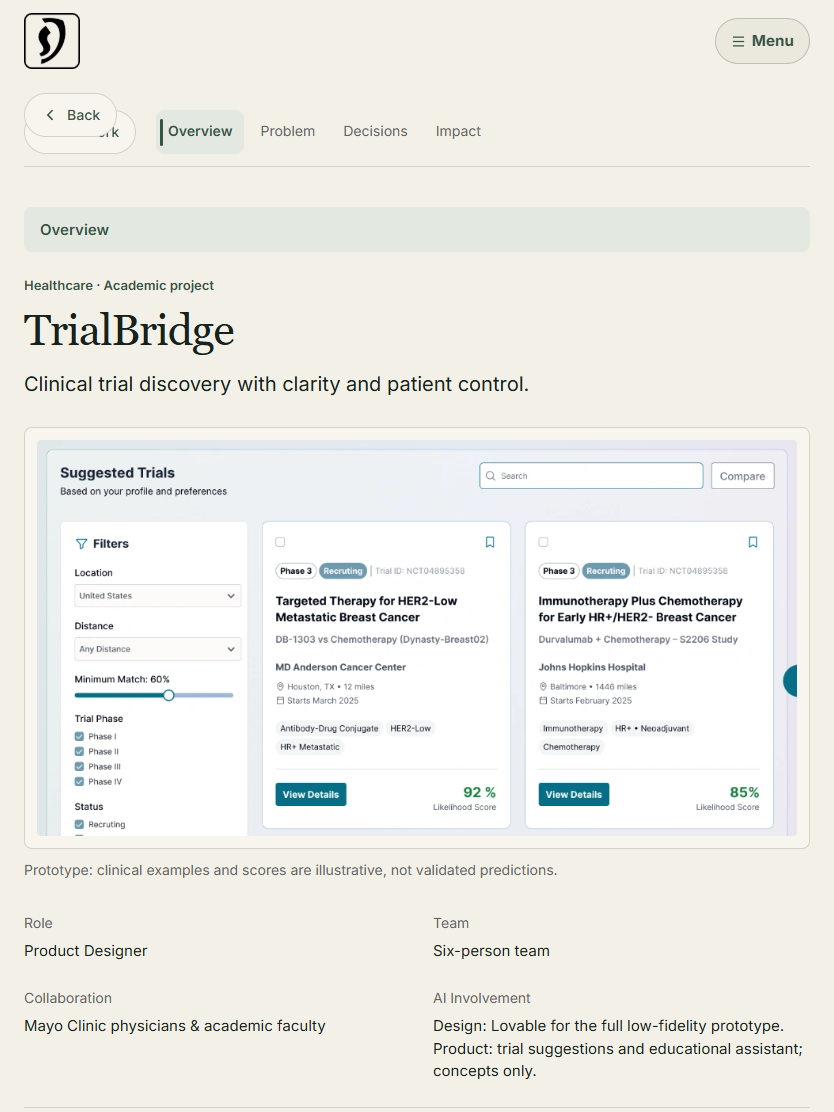 Menu
Back
Overview
Problem
Decisions
Impact
Overview
Healthcare · Academic project
TrialBridge
Clinical trial discovery with clarity and patient control.
Suggested Trials
Based on your profile and preferences
Search
Compare
Filters
Location
United States
Distance
Any Distance
Minimum Match: 60%
Trial Phase
Phase I
Phase II
Phase III
Phase IV
Status
Recruting
Phase 3 Recruting | Trial ID: NCT04895358
Targeted Therapy for HER2-Low
Metastatic Breast Cancer
DB-1303 vs Chemotherapy (Dynasty-Breast02)
MD Anderson Cancer Center
Houston, TX • 12 miles
Starts March 2025
Antibody-Drug Conjugate HER2-Low
HR+ Metastatic
View Details
92 %
Likelihood Score
Phase 3 Recruting | Trial ID: NCT04895358
Immunotherapy Plus Chemotherapy
for Early HR+/HER2- Breast Cancer
Durvalumab + Chemotherapy – S2206 Study
Johns Hopkins Hospital
Baltimore • 1446 miles
Starts February 2025
Immunotherapy HR+ • Neoadjuvant
Chemotherapy
View Details
85%
Likelihood Score
Prototype: clinical examples and scores are illustrative, not validated predictions.
Role
Product Designer
Team
Six-person team
Collaboration
Mayo Clinic physicians & academic faculty
AI Involvement
Design: Lovable for the full low-fidelity prototype.
Product: trial suggestions and educational assistant;
concepts only.